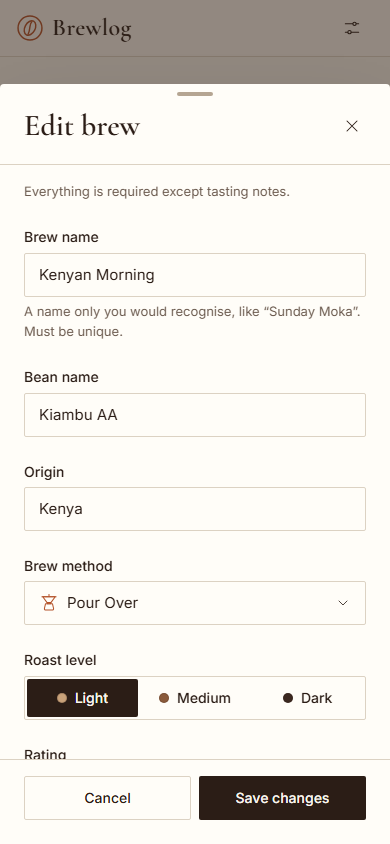 Brewlog
Edit brew
Everything is required except tasting notes.
Brew name
Kenyan Morning
A name only you would recognise, like “Sunday Moka”.
Must be unique.
Bean name
Kiambu AA
Origin
Kenya
Brew method
Pour Over
Roast level
Light Medium Dark
Rating
Cancel Save changes